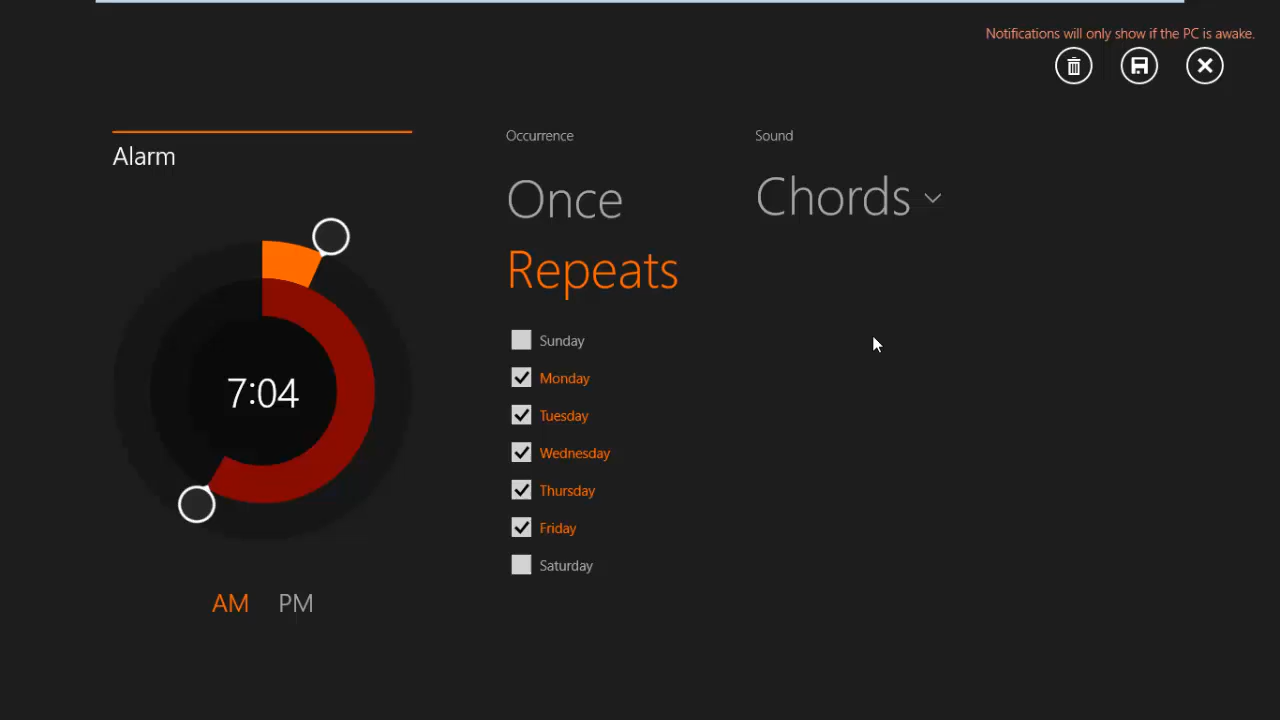 Notifications will only show if the PC is awake.
Alarm
7:04
AM PM
Occurrence
Once
Repeats
Sunday
Monday
Tuesday
Wednesday
Thursday
Friday
Saturday
Sound
Chords